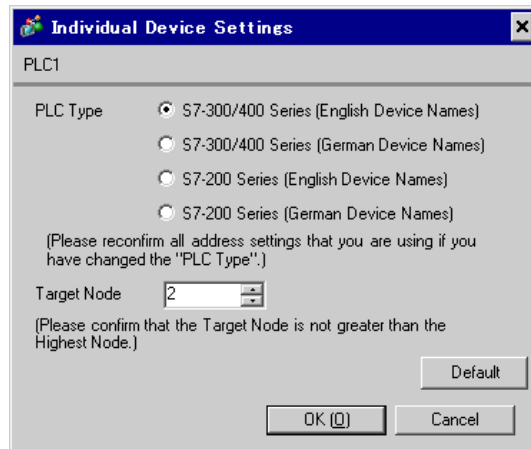 Individual Device Settings
PLC1
PLC Type
S7-300/400 Series (English Device Names)
S7-300/400 Series (German Device Names)
S7-200 Series (English Device Names)
S7-200 Series (German Device Names)
(Please reconfirm all address settings that you are using if you
have changed the "PLC Type".)
Target Node 2
(Please confirm that the Target Node is not greater than the
Highest Node.)
Default
OK (O) Cancel